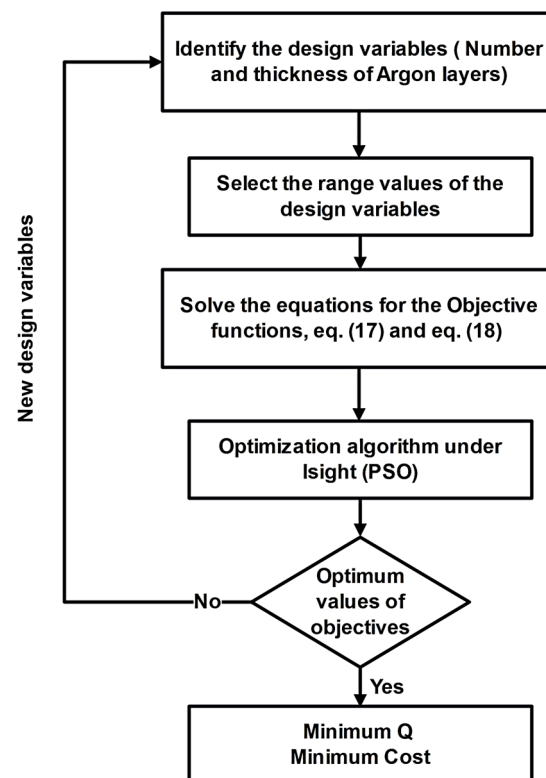 Identify the design variables ( Number
and thickness of Argon layers)
Select the range values of the
design variables
Solve the equations for the Objective
functions, eq. (17) and eq. (18)
Optimization algorithm under
Isight (PSO)
Optimum
values of
objectives
No
New design variables
Yes
Minimum Q
Minimum Cost